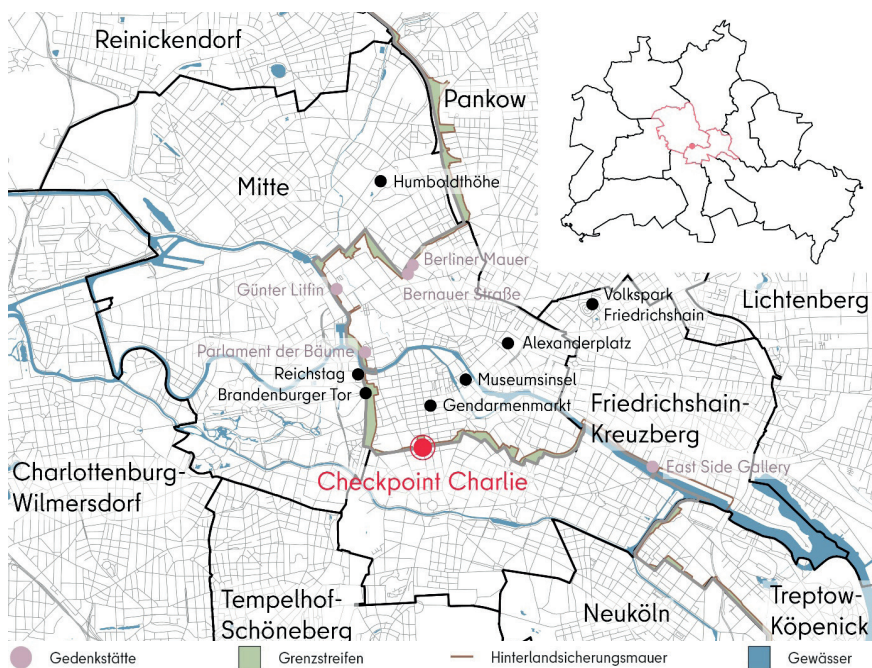 Reinickendorf
Pankow
Mitte
Humboldthöhe
Berliner Mauer
Bernauer Straße
Günter Litfin
Volkspark
Friedrichshain
Lichtenberg
Alexanderplatz
Parlament der Bäume
Reichstag
Museumsinsel
Brandenburger Tor
Gendarmenmarkt
Friedrichshain-
Kreuzberg
East Side Gallery
Checkpoint Charlie
Charlottenburg-
Wilmersdorf
Tempelhof-
Schöneberg
Neuköln
Treptow-
Köpenick
Gedenkstätte
Grenzstreifen
Hinterlandsicherungsmauer
Gewässer